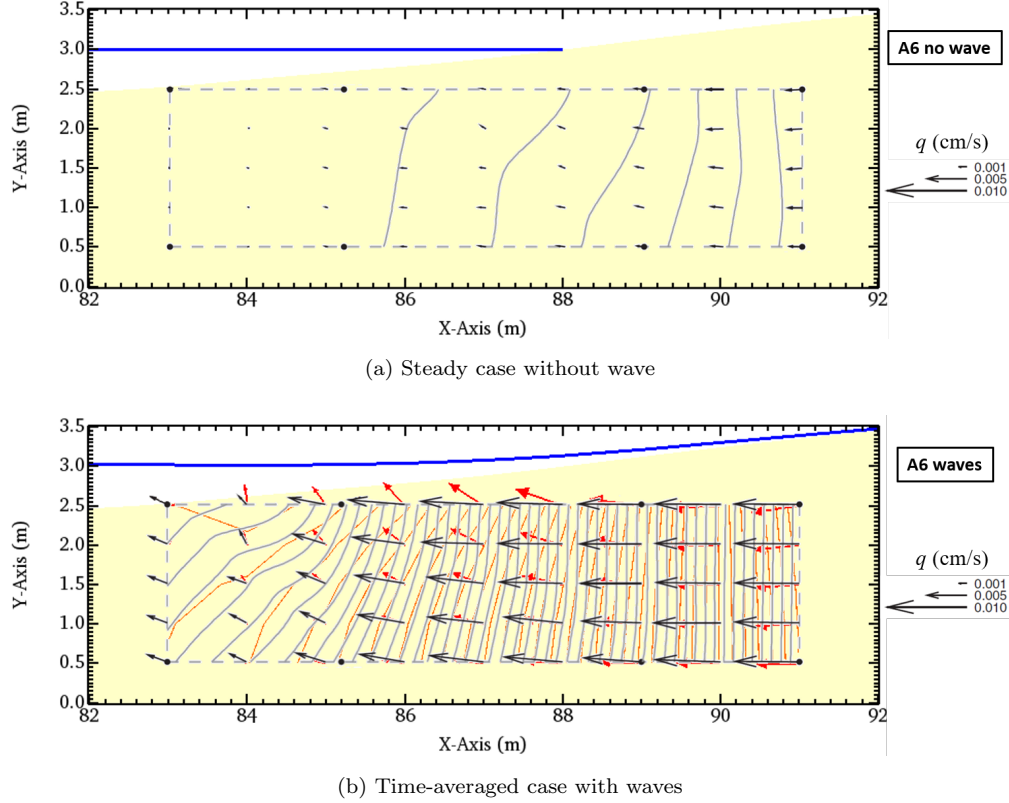 3.5
3.0
2.5
2.0
1.5
1.0
0.5
0.0
Y-Axis (m)
82 84 86 88 90 92
X-Axis (m)
A6 no wave
q (cm/s)
0.001
0.005
0.010
(a) Steady case without wave
3.5
3.0
2.5
2.0
1.5
1.0
0.5
0.0
Y-Axis (m)
82 84 86 88 90 92
X-Axis (m)
A6 waves
q (cm/s)
0.001
0.005
0.010
(b) Time-averaged case with waves